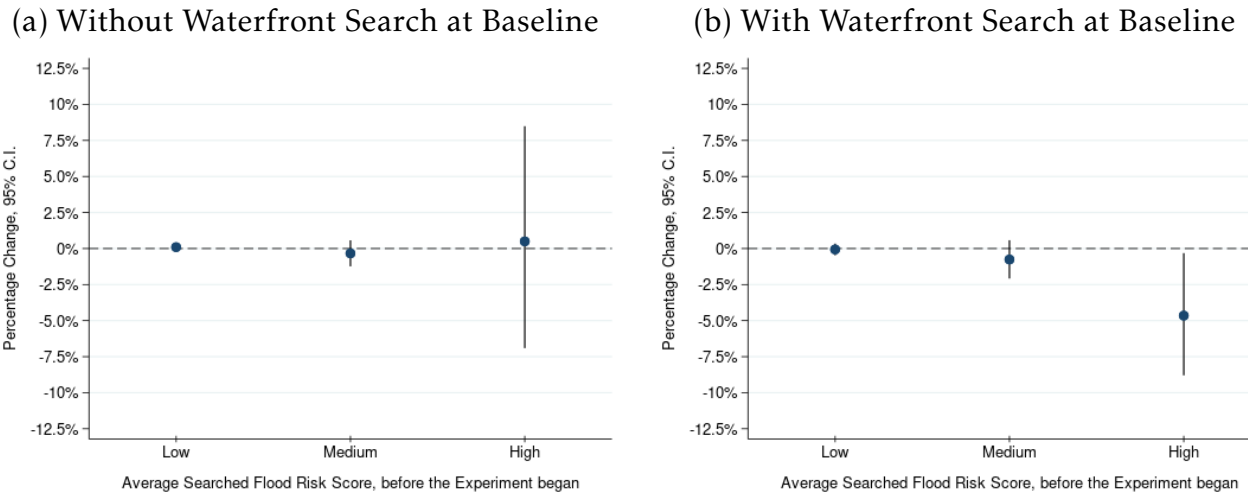 (a) Without Waterfront Search at Baseline
12.5%
10%
7.5%
5.0%
2.5%
0%
-2.5%
-5.0%
-7.5%
-10%
-12.5%
Percentage Change, 95% C.I.
Low Medium High
Average Searched Flood Risk Score, before the Experiment began
(b) With Waterfront Search at Baseline
12.5%
10%
7.5%
5.0%
2.5%
0%
-2.5%
-5.0%
-7.5%
-10%
-12.5%
Percentage Change, 95% C.I.
Low Medium High
Average Searched Flood Risk Score, before the Experiment began